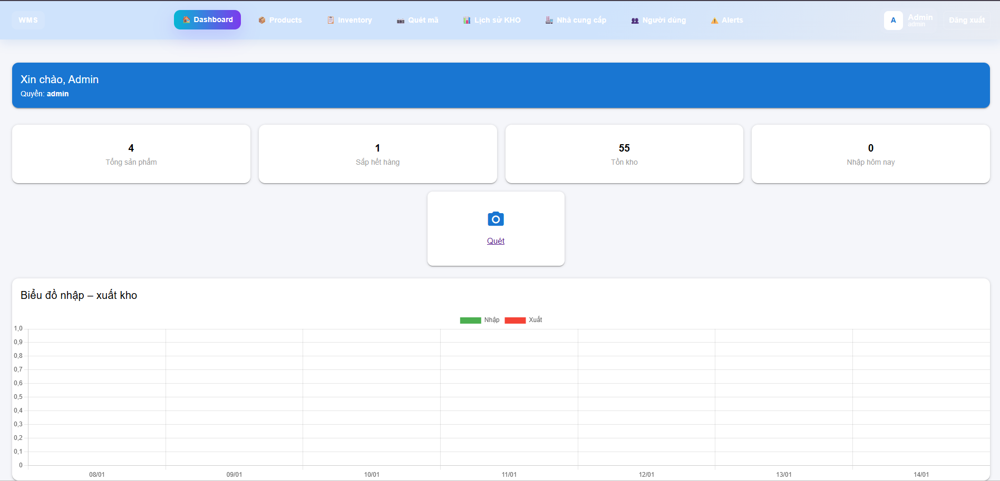 WMS
Dashboard
Products
Inventory
Quét mã
Lịch sử KHO
Nhà cung cấp
Người dùng
Alerts
A
Admin
admin
Đăng xuất
Xin chào, Admin
Quyền: admin
4
Tổng sản phẩm
1
Sắp hết hàng
55
Tồn kho
0
Nhập hôm nay
Quét
Biểu đồ nhập – xuất kho
Nhập
Xuất
1,0
0,9
0,8
0,7
0,6
0,5
0,4
0,3
0,2
0,1
0
08/01
09/01
10/01
11/01
12/01
13/01
14/01